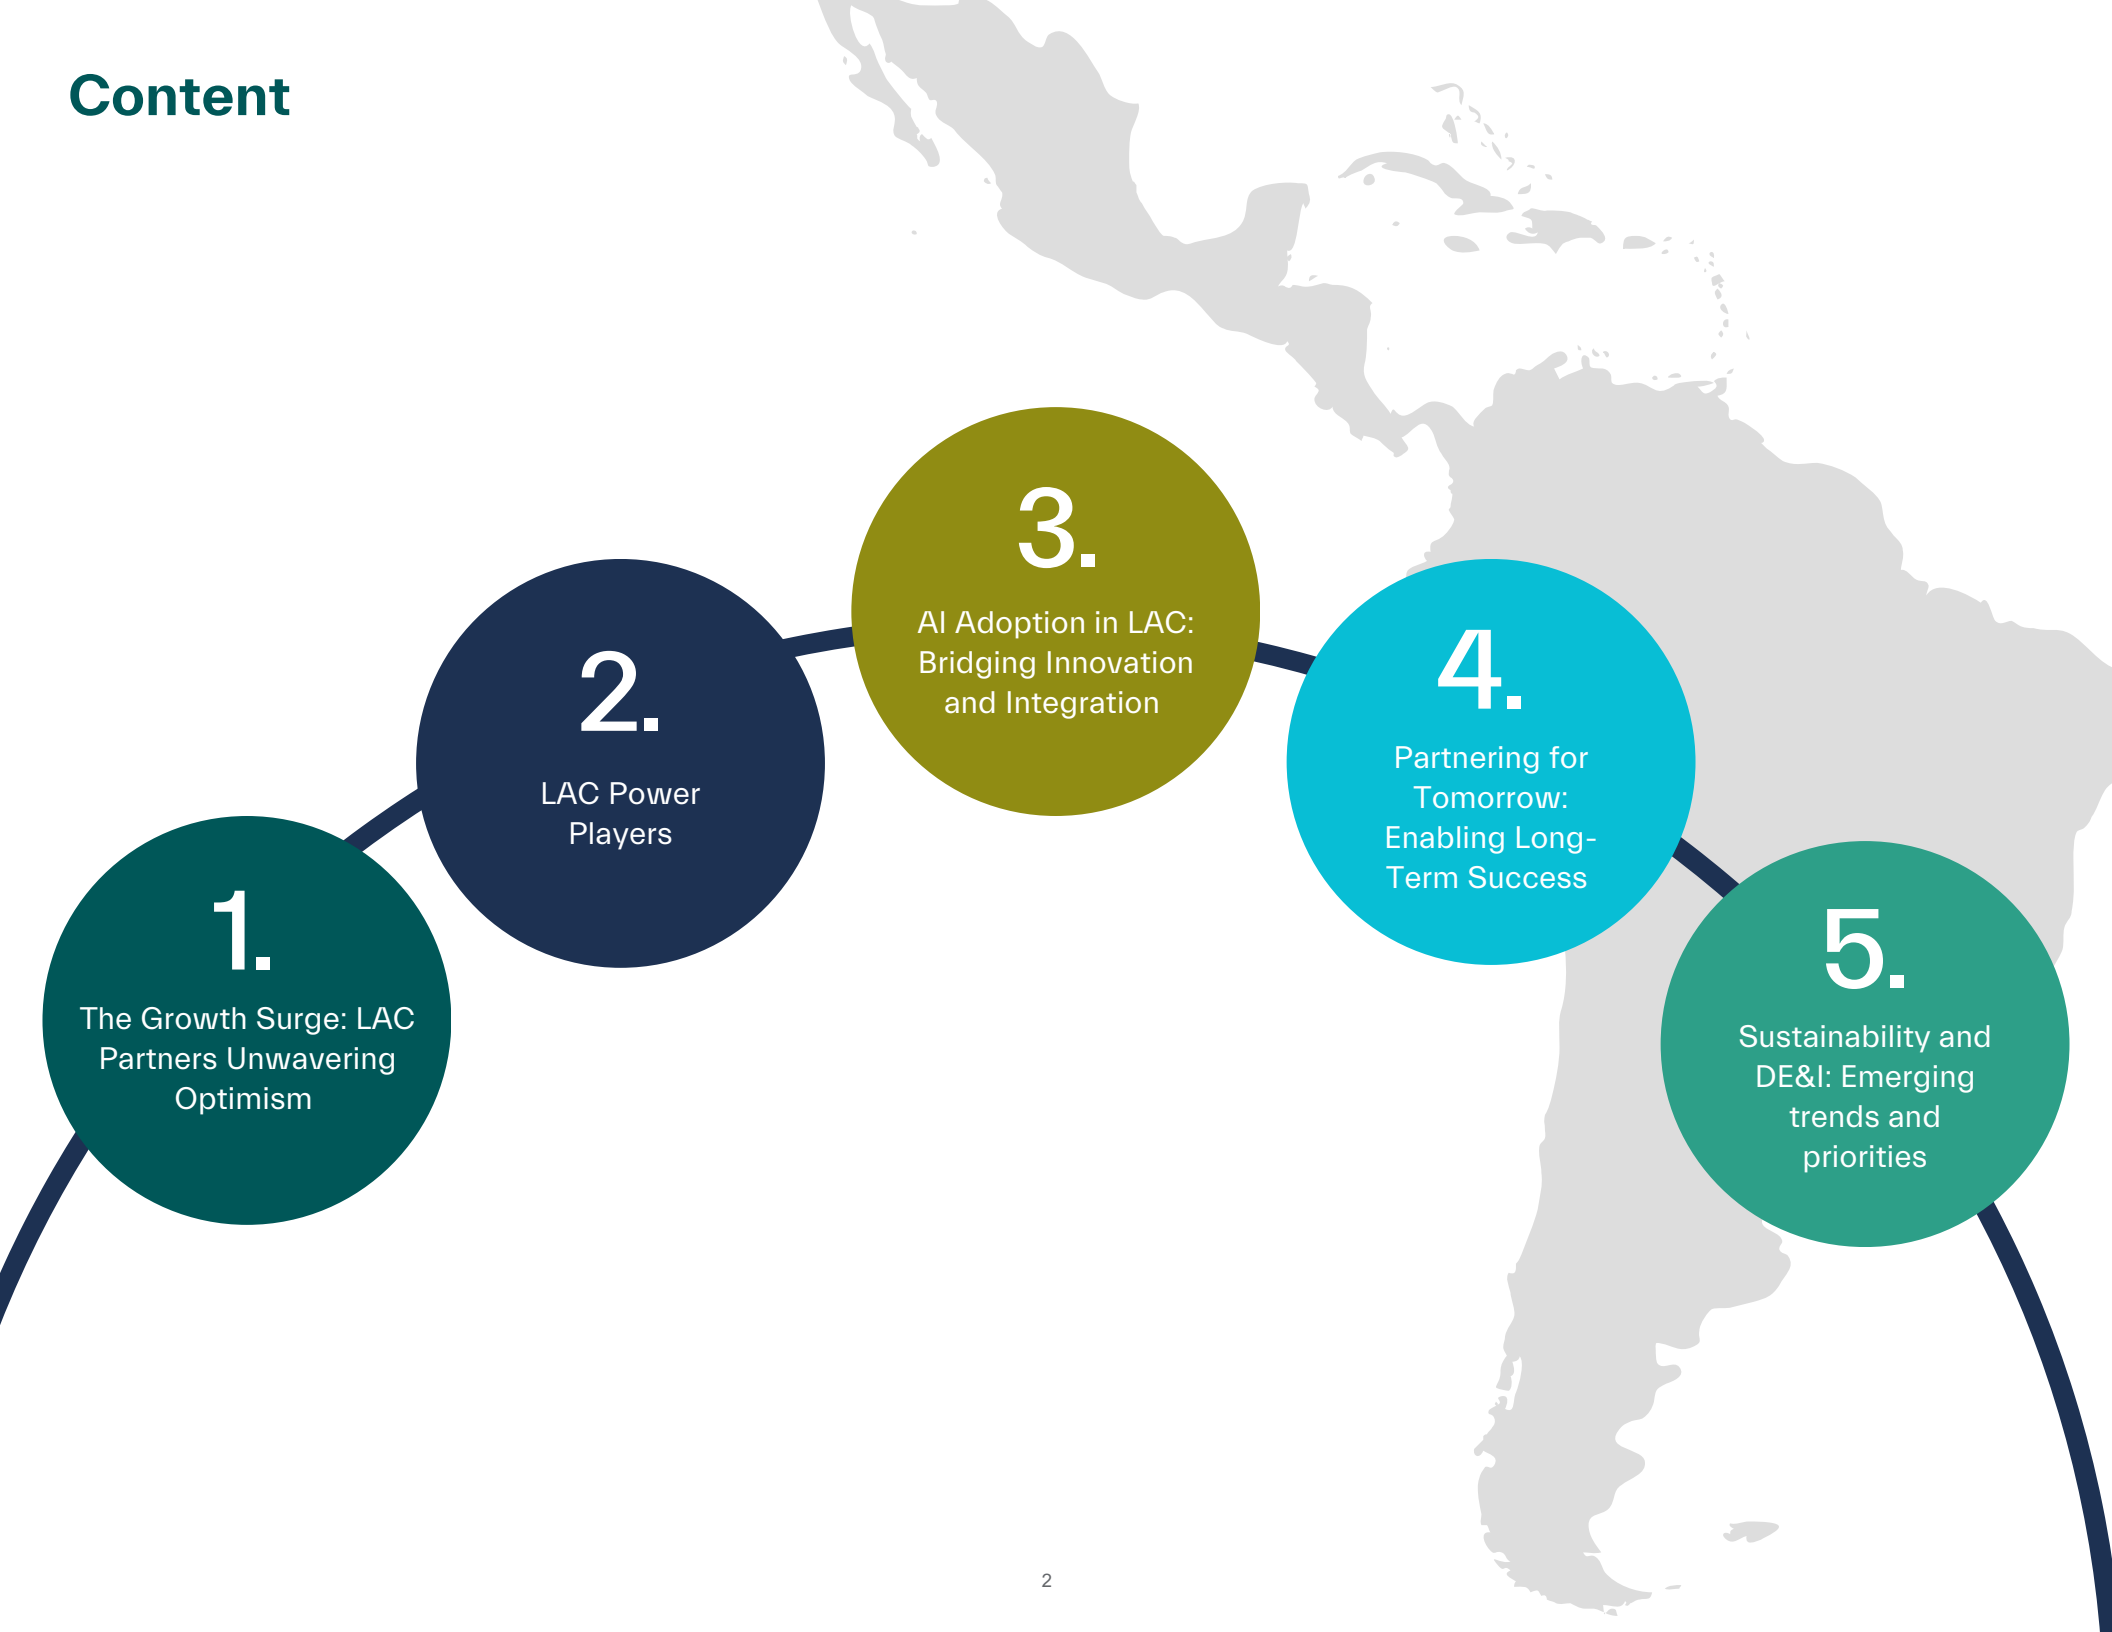 Content
1.
The Growth Surge: LAC
Partners Unwavering
Optimism
2.
LAC Power
Players
3.
AI Adoption in LAC:
Bridging Innovation
and Integration
4.
Partnering for
Tomorrow:
Enabling Long-
Term Success
5.
Sustainability and
DE&I: Emerging
trends and
priorities
2